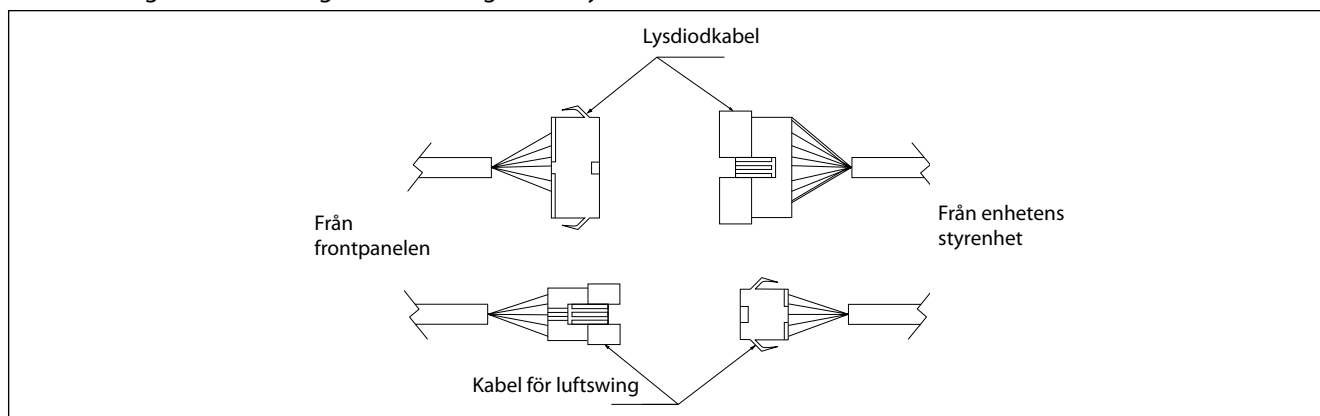 Lysdiodkabel
Från
frontpanelen
Från enhetens
styrenhet
Kabel för luftswing